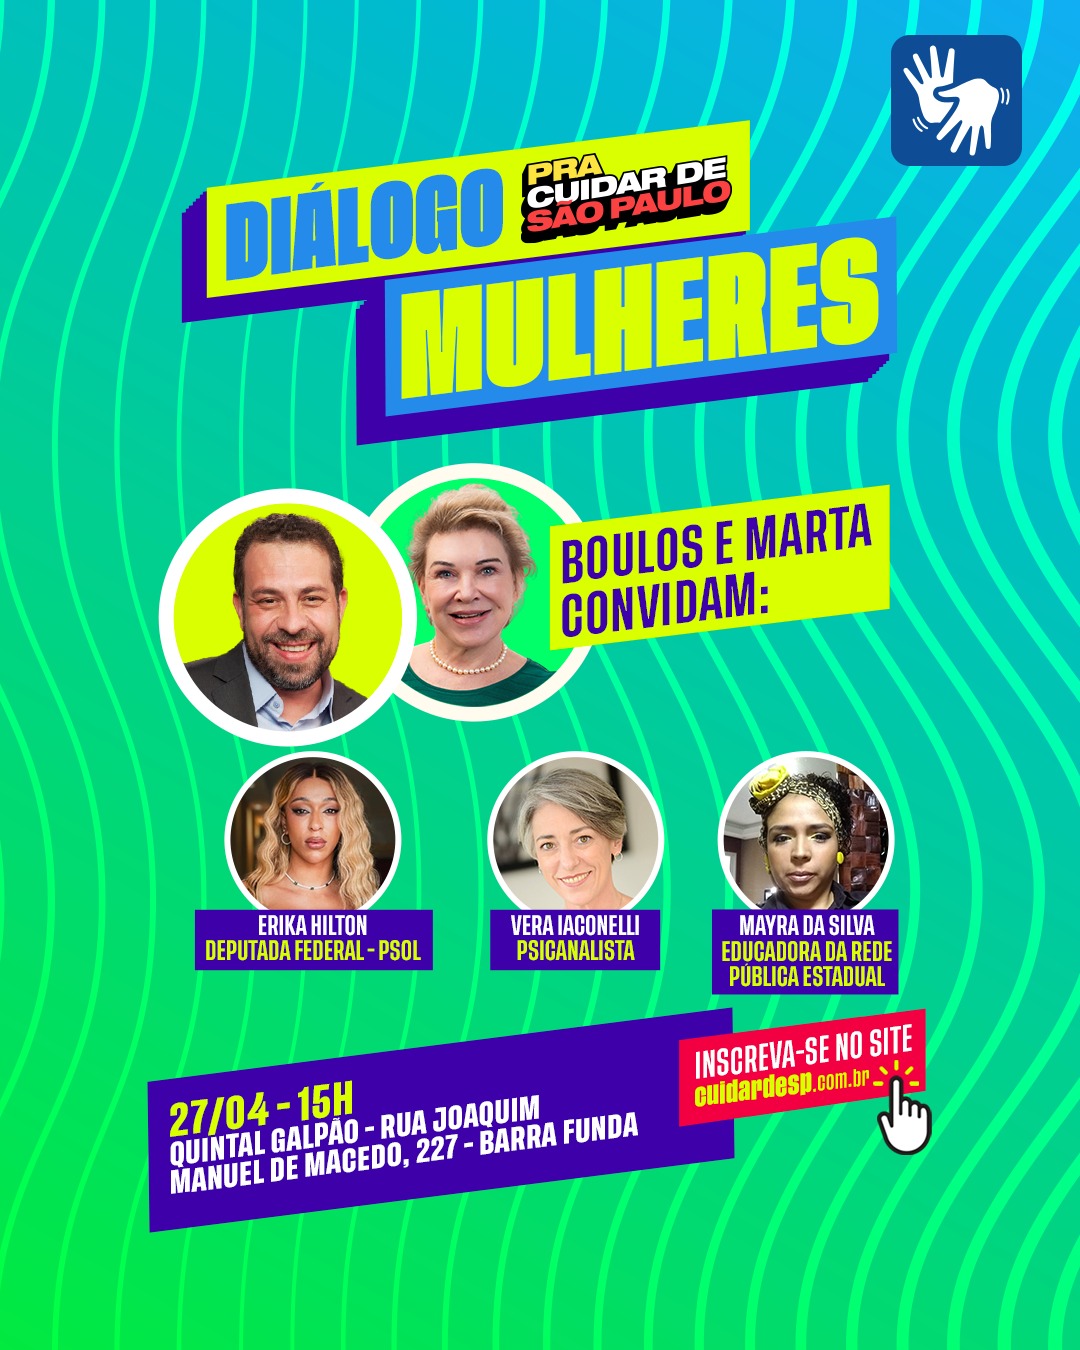 DIÁLOGO
PRA
CUIDAR DE
SÃO PAULO
MULHERES
BOULOS E MARTA
CONVIDAM:
ERIKA HILTON
DEPUTADA FEDERAL - PSOL
VERA IACONELLI
PSICANALISTA
MAYRA DA SILVA
EDUCADORA DA REDE
PÚBLICA ESTADUAL
27/04 - 15H
QUINTAL GALPÃO - RUA JOAQUIM
MANUEL DE MACEDO, 227 - BARRA FUNDA
INSCREVA-SE NO SITE
cuidardesp.com.br